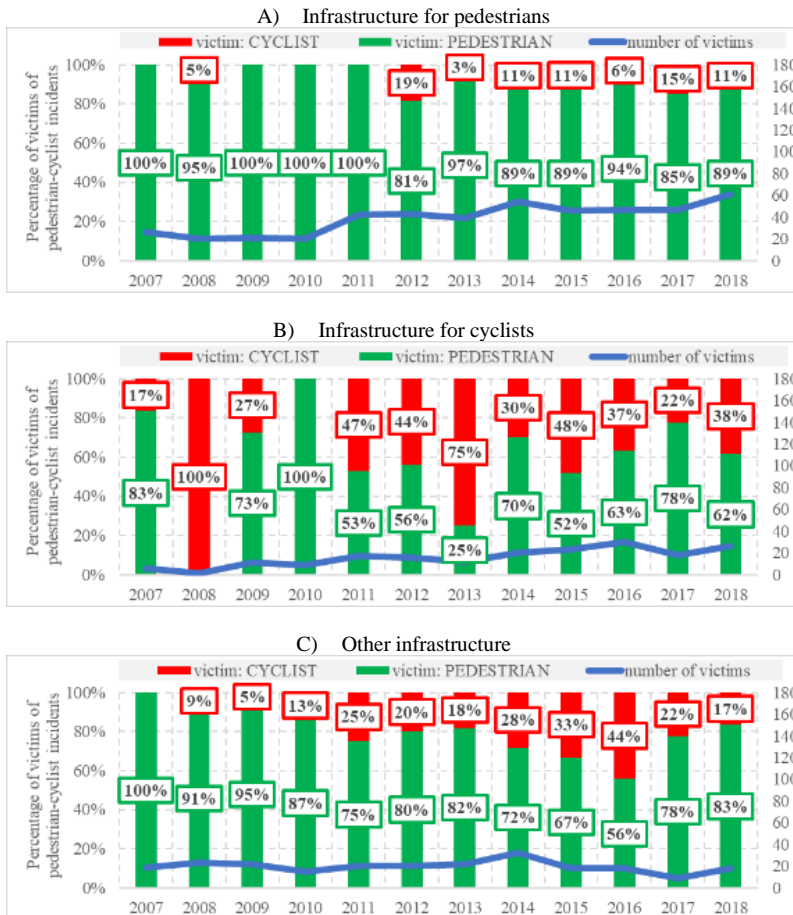 A) Infrastructure for pedestrians
victim: CYCLIST victim: PEDESTRIAN number of victims
Percentage of victims of
pedestrian-cyclist incidents
100% 180
160
80% 140
120
60% 100
80
40% 60
20% 40
20
0% 0
5% 19% 3% 11% 11% 6% 15% 11%
100% 95% 100% 100% 100% 81% 97% 89% 89% 94% 85% 89%
2007 2008 2009 2010 2011 2012 2013 2014 2015 2016 2017 2018
B) Infrastructure for cyclists
victim: CYCLIST victim: PEDESTRIAN number of victims
Percentage of victims of
pedestrian-cyclist incidents
100% 180
160
80% 140
120
60% 100
80
40% 60
20% 40
20
0% 0
17% 100% 27% 47% 44% 75% 30% 48% 37% 22% 38%
83% 73% 100% 53% 56% 25% 70% 52% 63% 78% 62%
2007 2008 2009 2010 2011 2012 2013 2014 2015 2016 2017 2018
C) Other infrastructure
victim: CYCLIST victim: PEDESTRIAN number of victims
Percentage of victims of
pedestrian-cyclist incidents
100% 180
160
80% 140
120
60% 100
80
40% 60
20% 40
20
0% 0
9% 5% 13% 25% 20% 18% 28% 33% 44% 22% 17%
100% 91% 95% 87% 75% 80% 82% 72% 67% 56% 78% 83%
2007 2008 2009 2010 2011 2012 2013 2014 2015 2016 2017 2018